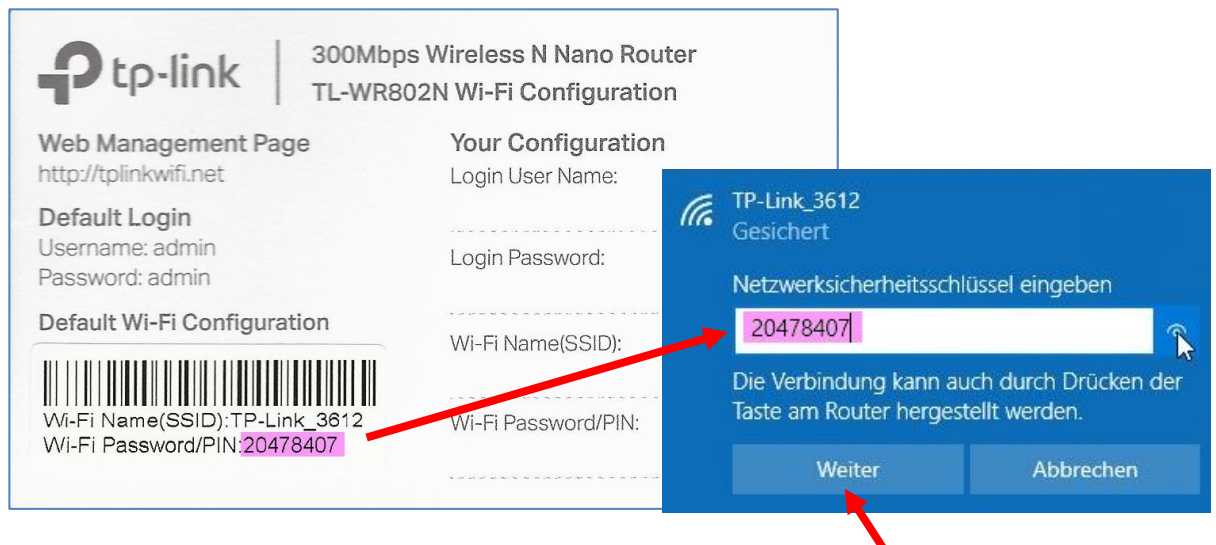 tp-link
300Mbps Wireless N Nano Router
TL-WR802N Wi-Fi Configuration
Web Management Page
http://tplinkwifi.net
Default Login
Username: admin
Password: admin
Default Wi-Fi Configuration
Wi-Fi Name(SSID):TP-Link_3612
Wi-Fi Password/PIN:20478407
Your Configuration
Login User Name:
Login Password:
Wi-Fi Name(SSID):
Wi-Fi Password/PIN:
TP-Link_3612
Gesichert
Netzwerksicherheitsschlüssel eingeben
20478407
Die Verbindung kann auch durch Drücken der
Taste am Router hergestellt werden.
Weiter
Abbrechen